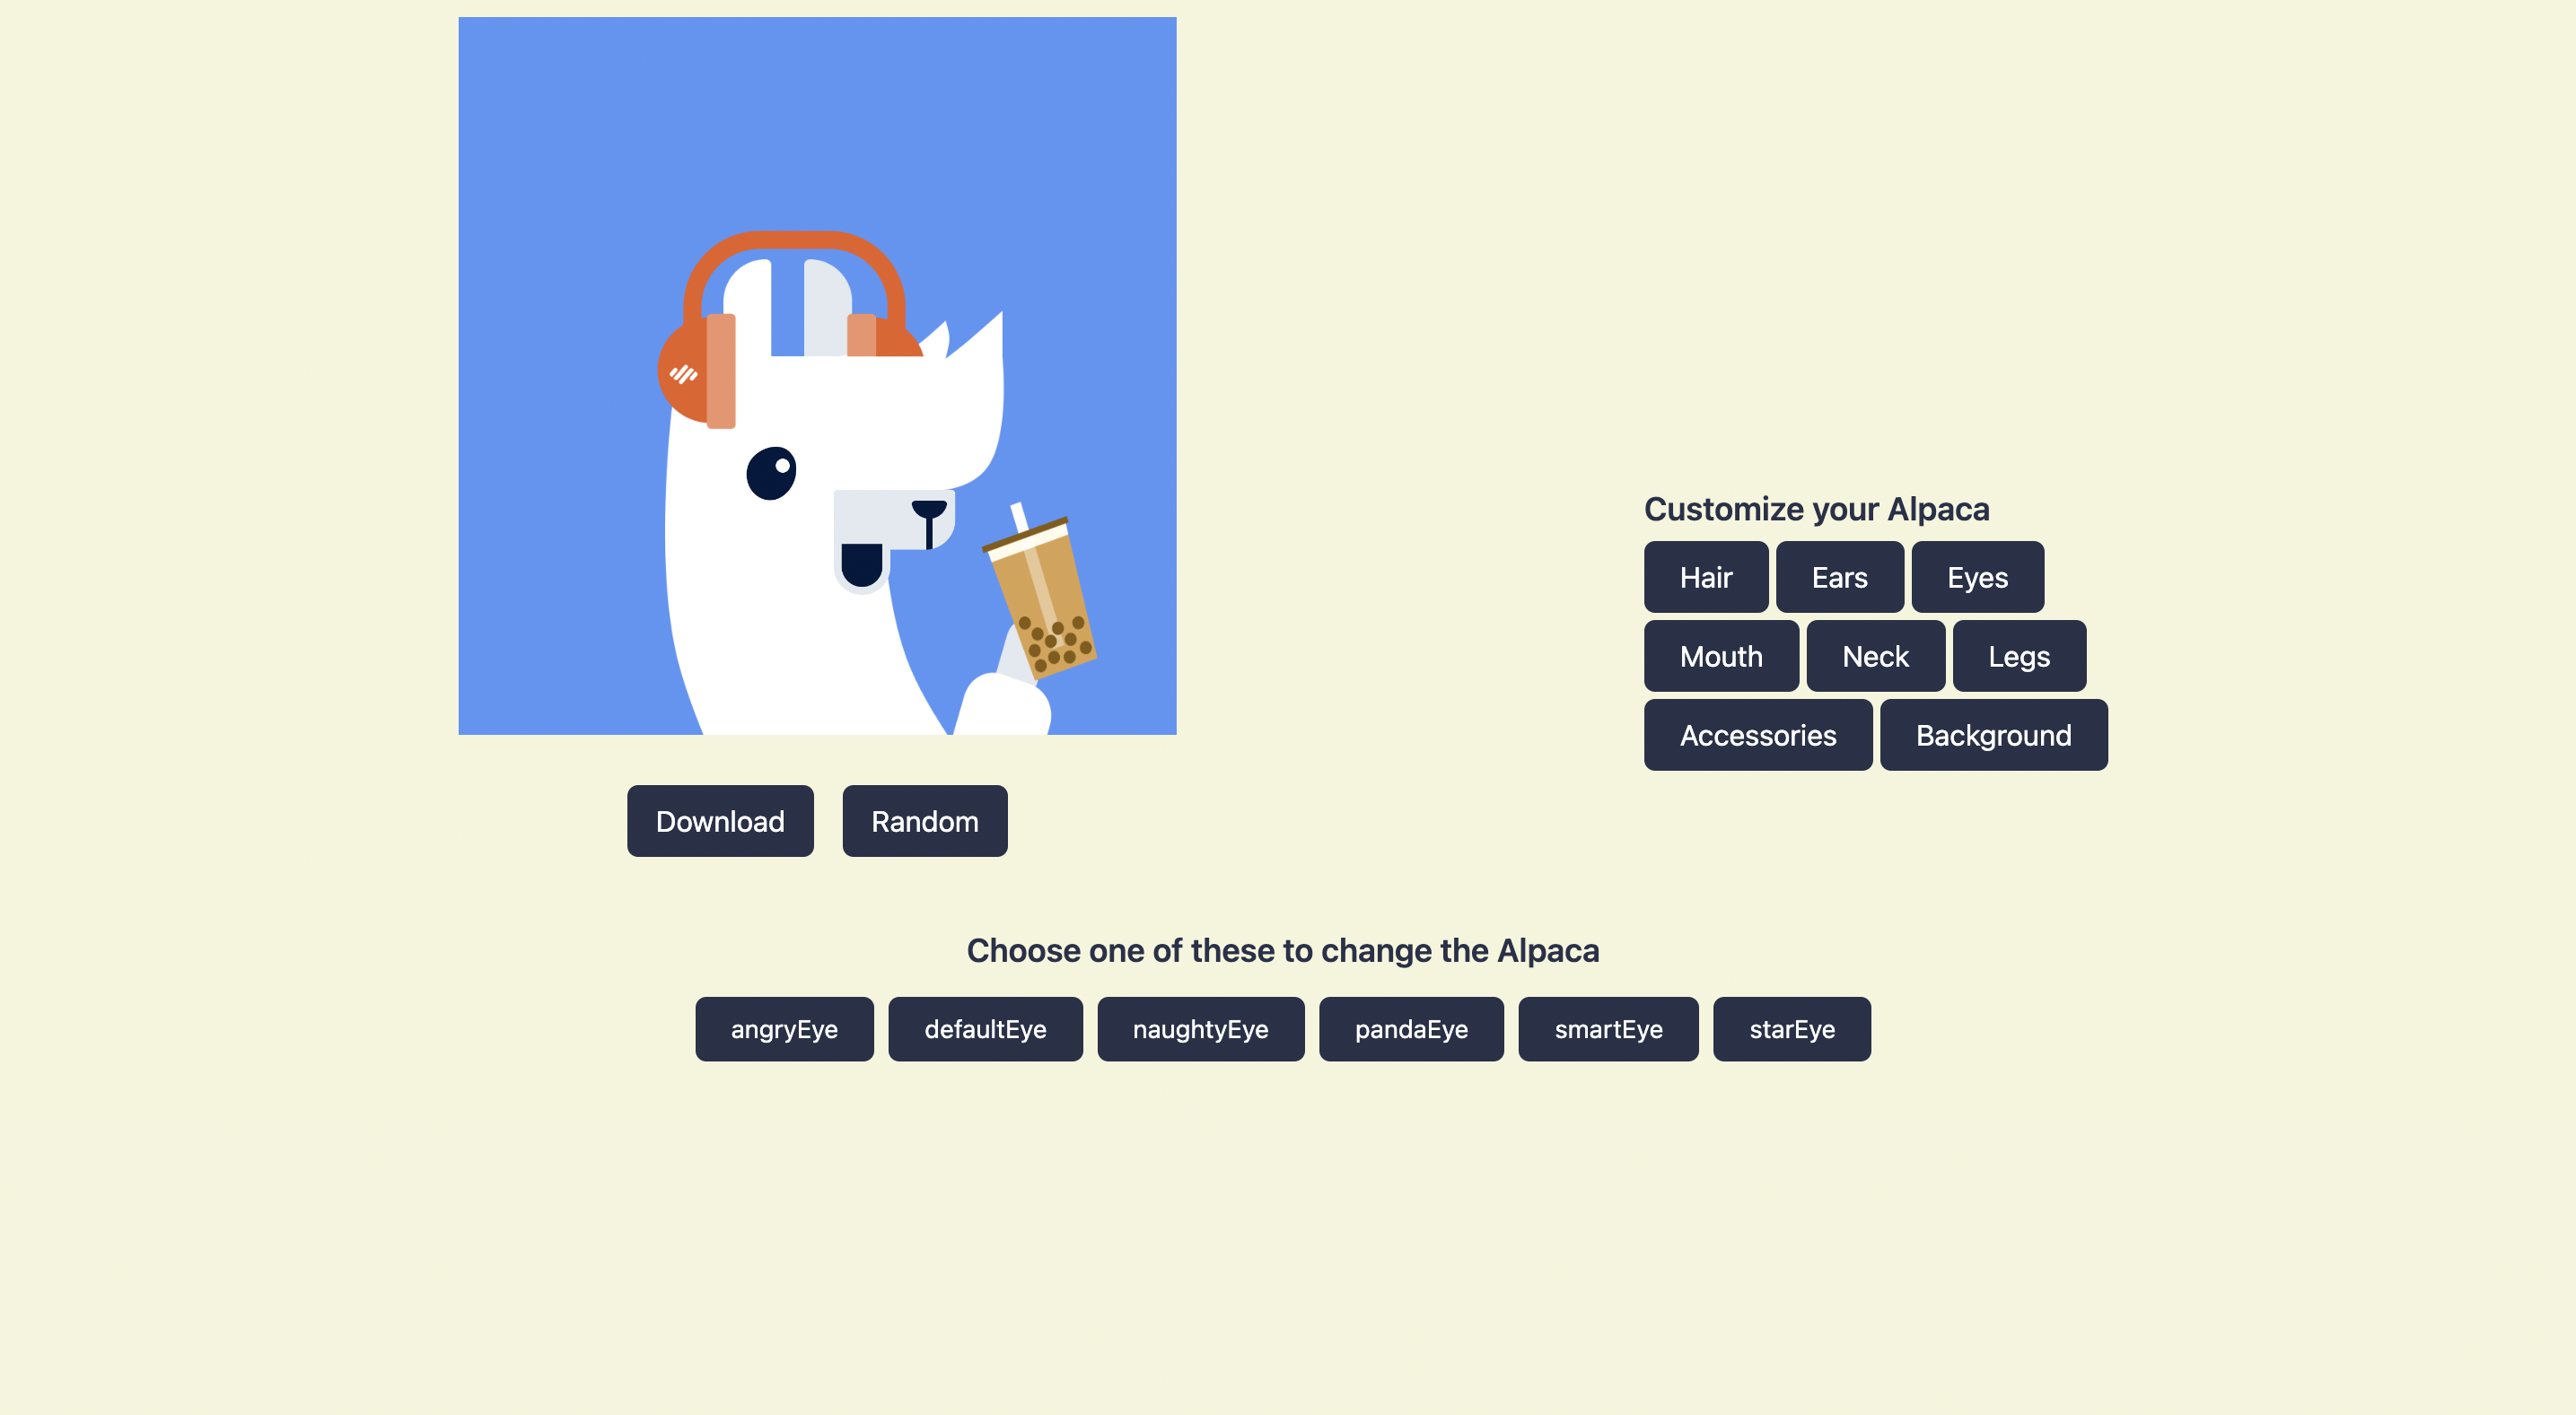 Customize your Alpaca
Hair Ears Eyes
Mouth Neck Legs
Accessories Background
Download Random
Choose one of these to change the Alpaca
angryEye defaultEye naughtyEye pandaEye smartEye starEye